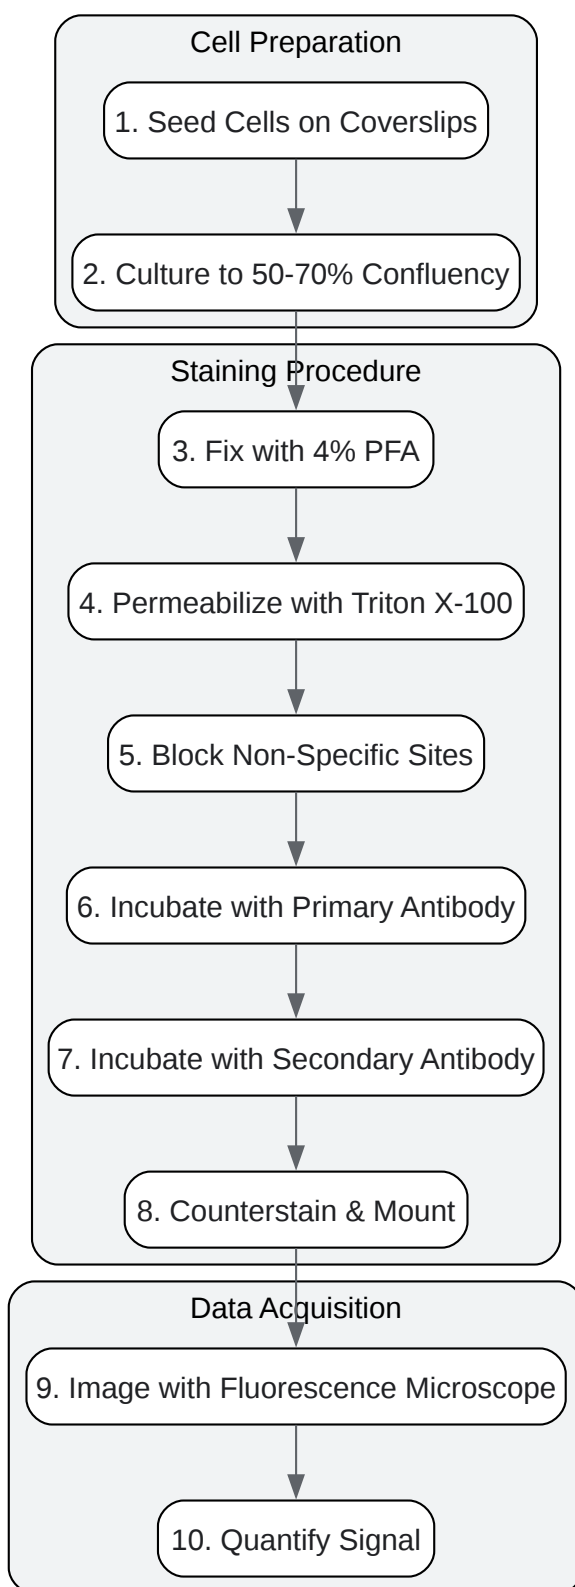 Cell Preparation
1. Seed Cells on Coverslips
2. Culture to 50-70% Confluency
Staining Procedure
3. Fix with 4% PFA
4. Permeabilize with Triton X-100
5. Block Non-Specific Sites
6. Incubate with Primary Antibody
7. Incubate with Secondary Antibody
8. Counterstain & Mount
Data Acquisition
9. Image with Fluorescence Microscope
10. Quantify Signal